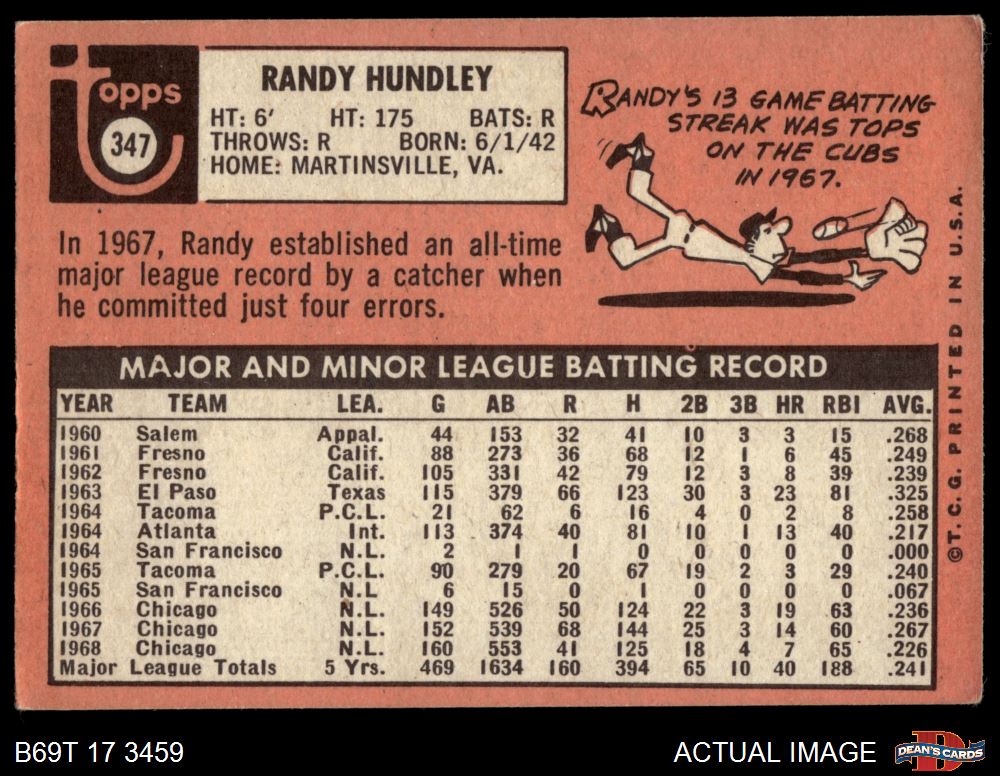 Topps
347
RANDY HUNDLEY
HT: 6' HT: 175 BATS: R
THROWS: R BORN: 6/1/42
HOME: MARTINSVILLE, VA.
RANDY'S 13 GAME BATTING
STREAK WAS TOPS
ON THE CUBS
IN 1967.
In 1967, Randy established an all-time
major league record by a catcher when
he committed just four errors.
MAJOR AND MINOR LEAGUE BATTING RECORD
YEAR TEAM LEA. G AB R H 2B 3B HR RBI AVG.
1960 Salem Appal. 44 153 32 41 10 3 3 15 .268
1961 Fresno Calif. 88 273 36 68 12 1 6 45 .249
1962 Fresno Calif. 105 331 42 79 12 3 8 39 .239
1963 El Paso Texas 115 379 66 123 30 3 23 81 .325
1964 Tacoma P.C.L. 21 62 6 16 4 0 2 8 .258
1964 Atlanta Int. 113 374 40 81 10 1 13 40 .217
1964 San Francisco N.L. 2 1 1 0 0 0 0 0 .000
1965 Tacoma P.C.L. 90 279 20 67 19 2 3 29 .240
1965 San Francisco N.L 6 15 0 1 0 0 0 0 .067
1966 Chicago N.L. 149 526 50 124 22 3 19 63 .236
1967 Chicago N.L. 152 539 68 144 25 3 14 60 .267
1968 Chicago N.L. 160 553 41 125 18 4 7 65 .226
Major League Totals 5 Yrs. 469 1634 160 394 65 10 40 188 .241
©T.C.G. PRINTED IN U.S.A.
B69T 17 3459
ACTUAL IMAGE
DEAN'S CARDS